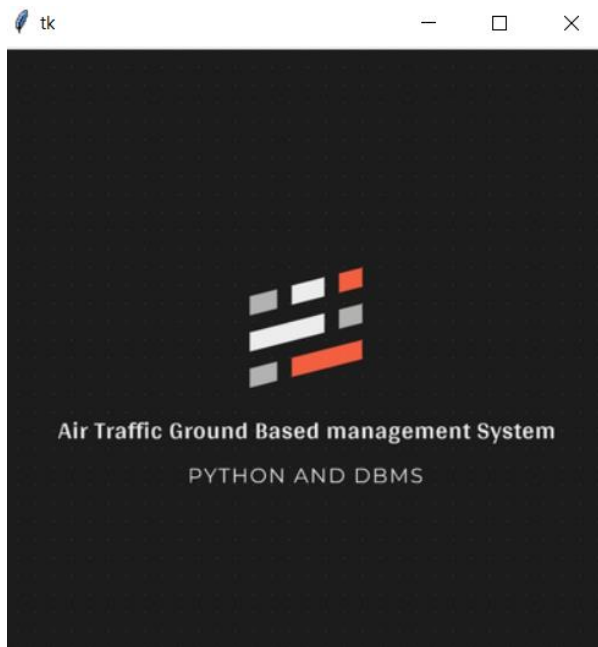 tk
Air Traffic Ground Based management System
PYTHON AND DBMS